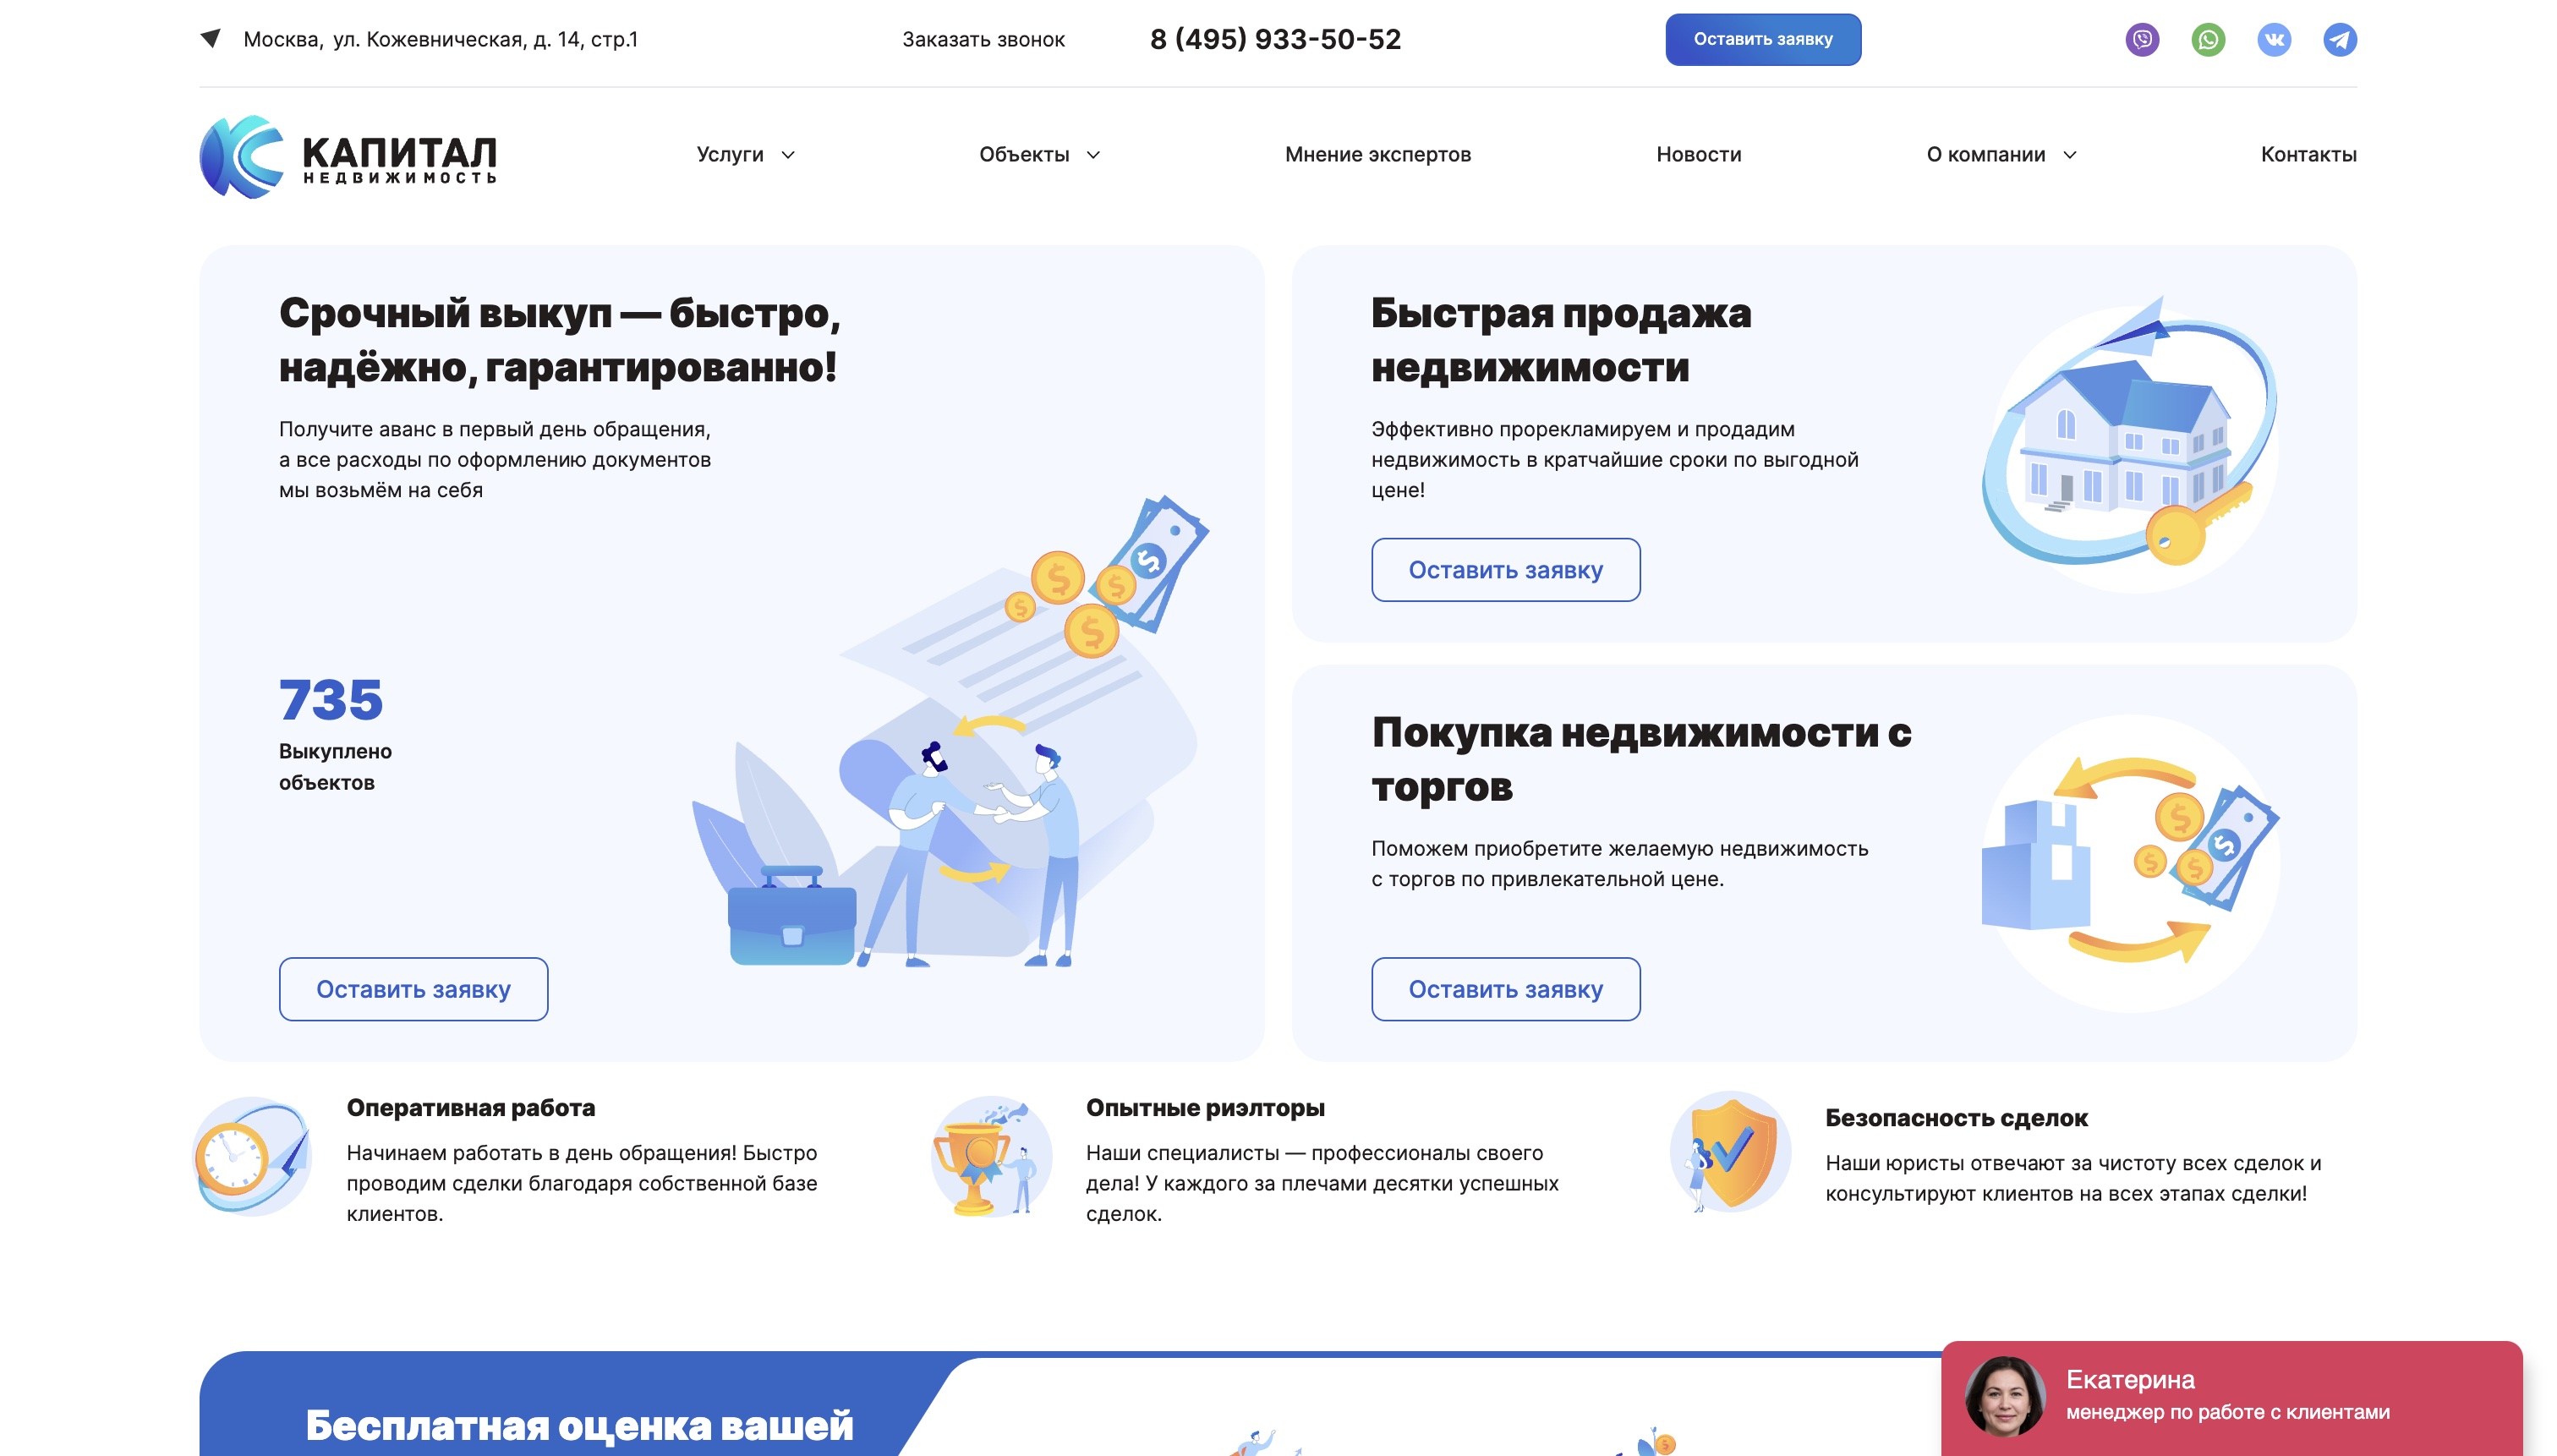 Москва, ул. Кожевническая, д. 14, стр.1
Заказать звонок
8 (495) 933-50-52
Оставить заявку
КАПИТАЛ
НЕДВИЖИМОСТЬ
Услуги
Объекты
Мнение экспертов
Новости
О компании
Контакты
Срочный выкуп — быстро,
надёжно, гарантированно!
Получите аванс в первый день обращения,
а все расходы по оформлению документов
мы возьмём на себя
735
Выкуплено
объектов
Оставить заявку
Быстрая продажа
недвижимости
Эффективно прорекламируем и продадим
недвижимость в кратчайшие сроки по выгодной
цене!
Оставить заявку
Покупка недвижимости с
торгов
Поможем приобретите желаемую недвижимость
с торгов по привлекательной цене.
Оставить заявку
Оперативная работа
Начинаем работать в день обращения! Быстро
проводим сделки благодаря собственной базе
клиентов.
Опытные риэлторы
Наши специалисты — профессионалы своего
дела! У каждого за плечами десятки успешных
сделок.
Безопасность сделок
Наши юристы отвечают за чистоту всех сделок и
консультируют клиентов на всех этапах сделки!
Бесплатная оценка вашей
Екатерина
менеджер по работе с клиентами